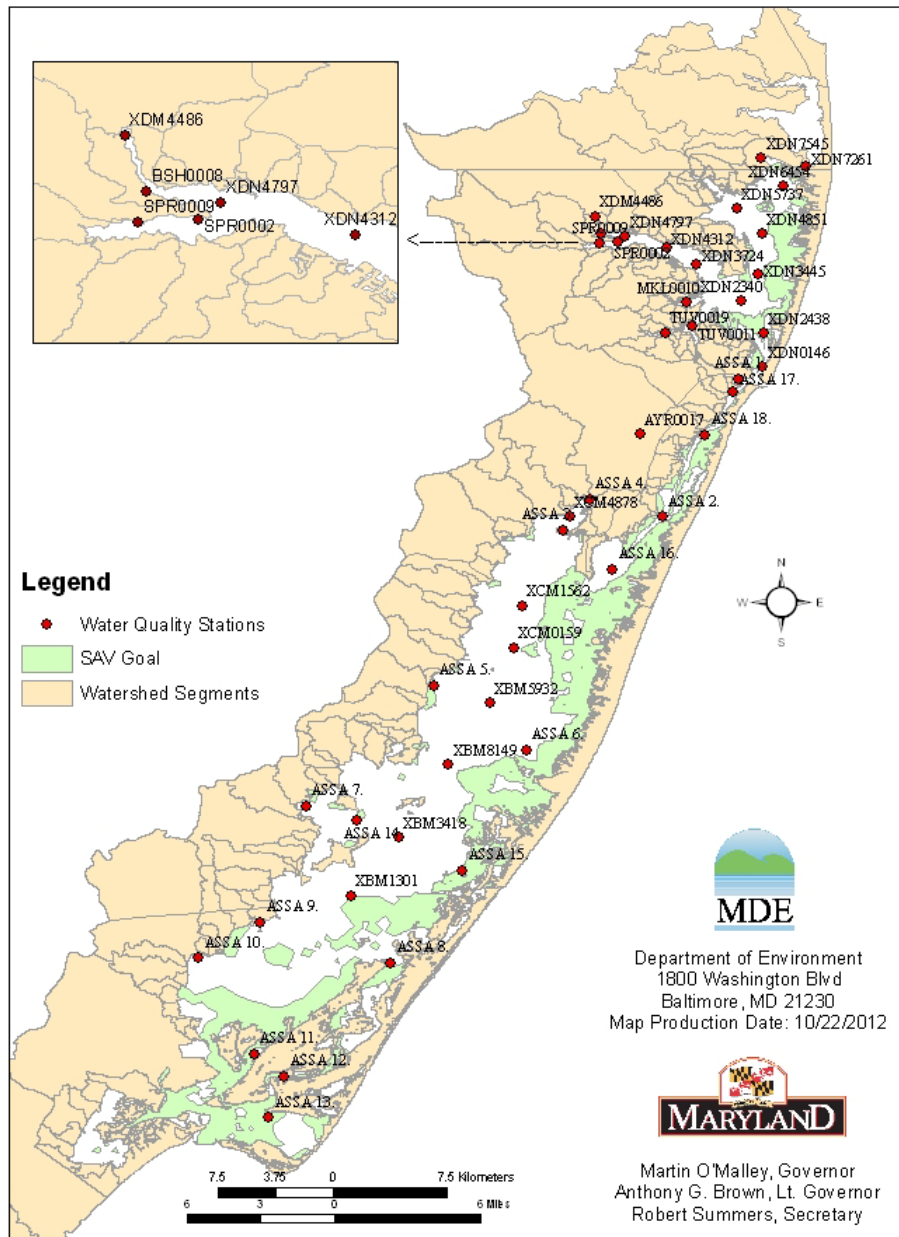 XDM4486
BSH0008
XDN4797
SPR0009
SPR0002
XDN4312
XDN7545
XDN7261
XDN6454
XDN5737
XDM4486
XDN4851
SPR0009
XDN4797
XDN4312
SPR0002
XDN3724
XDN3445
MKL0010
XDN2340
TUV0019
XDN2438
TUV0011
XDN0146
ASSA 1.
ASSA 17.
AYR0017
ASSA 18.
ASSA 4.
XCM4878
ASSA 2.
ASSA 16.
N
W
E
S
Legend
Water Quality Stations
SAV Goal
Watershed Segments
XCM1562
XCM0159
ASSA 5.
XBM5932
ASSA 6.
XBM8149
ASSA 7.
ASSA 14.
XBM3418
ASSA 15.
XBM1301
ASSA 9.
ASSA 10.
ASSA 8.
ASSA 11.
ASSA 12.
ASSA 13.
MDE
Department of Environment
1800 Washington Blvd
Baltimore, MD 21230
Map Production Date: 10/22/2012
MARYLAND
Martin O'Malley, Governor
Anthony G. Brown, Lt. Governor
Robert Summers, Secretary
7.5 3.75 0 7.5 Kilometers
6 3 0 6 Miles